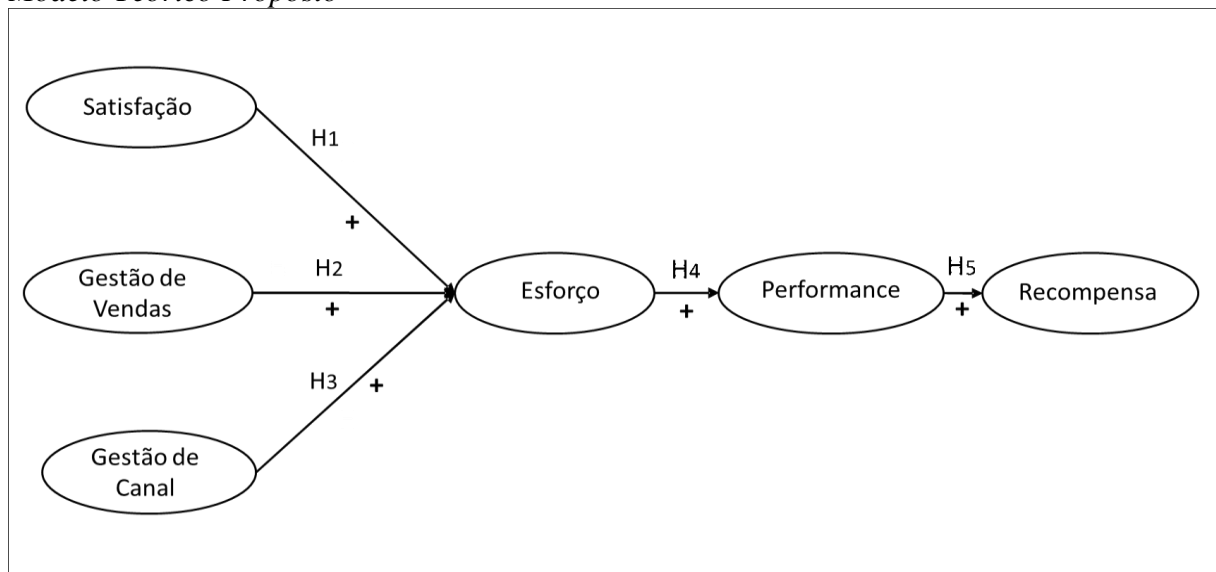 Modelo Teórico Proposto
Satisfação
H1
+
Gestão de
Vendas
H2
+
H3
+
Gestão de
Canal
Esforço
H4
+
Performance
H5
+
Recompensa